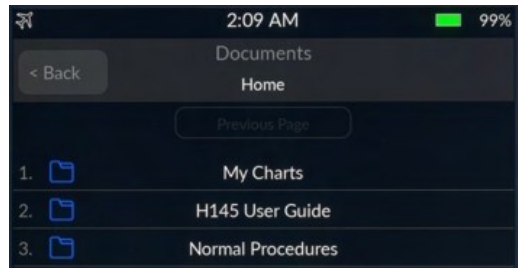 2:09 AM 99%
Documents
< Back
Home
Previous Page
1. My Charts
2. H145 User Guide
3. Normal Procedures